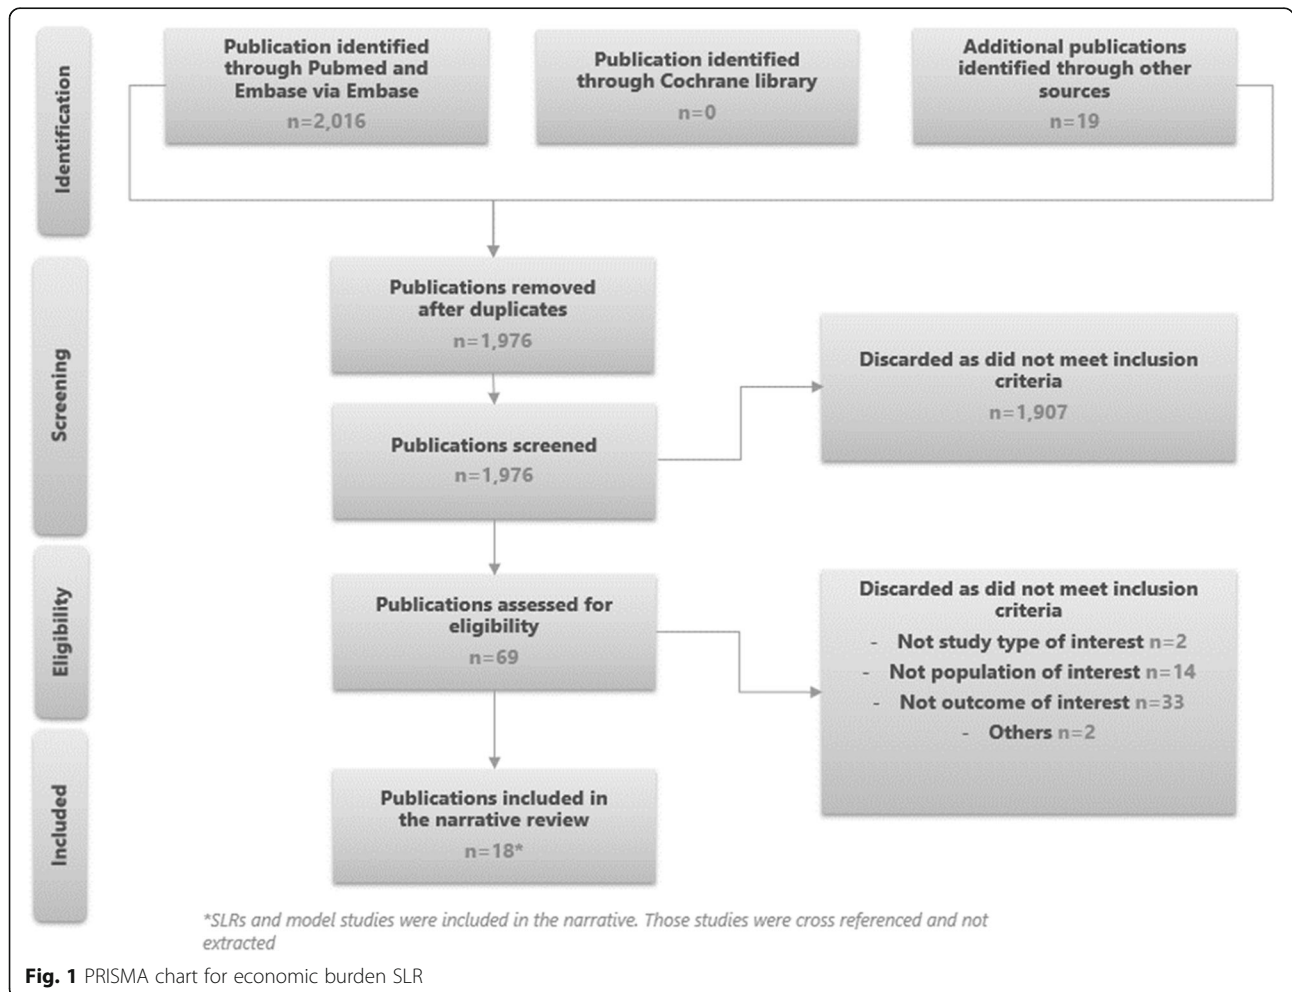 Identification
Publication identified
through Pubmed and
Embase via Embase
n=2,016
Publication identified
through Cochrane library
n=0
Additional publications
identified through other
sources
n=19
Screening
Publications removed
after duplicates
n=1,976
Publications screened
n=1,976
Discarded as did not meet inclusion
criteria
n=1,907
Eligibility
Publications assessed for
eligibility
n=69
Discarded as did not meet inclusion
criteria
- Not study type of interest n=2
- Not population of interest n=14
- Not outcome of interest n=33
- Others n=2
Included
Publications included in
the narrative review
n=18*
*SLRs and model studies were included in the narrative. Those studies were cross referenced and not
extracted
Fig. 1 PRISMA chart for economic burden SLR